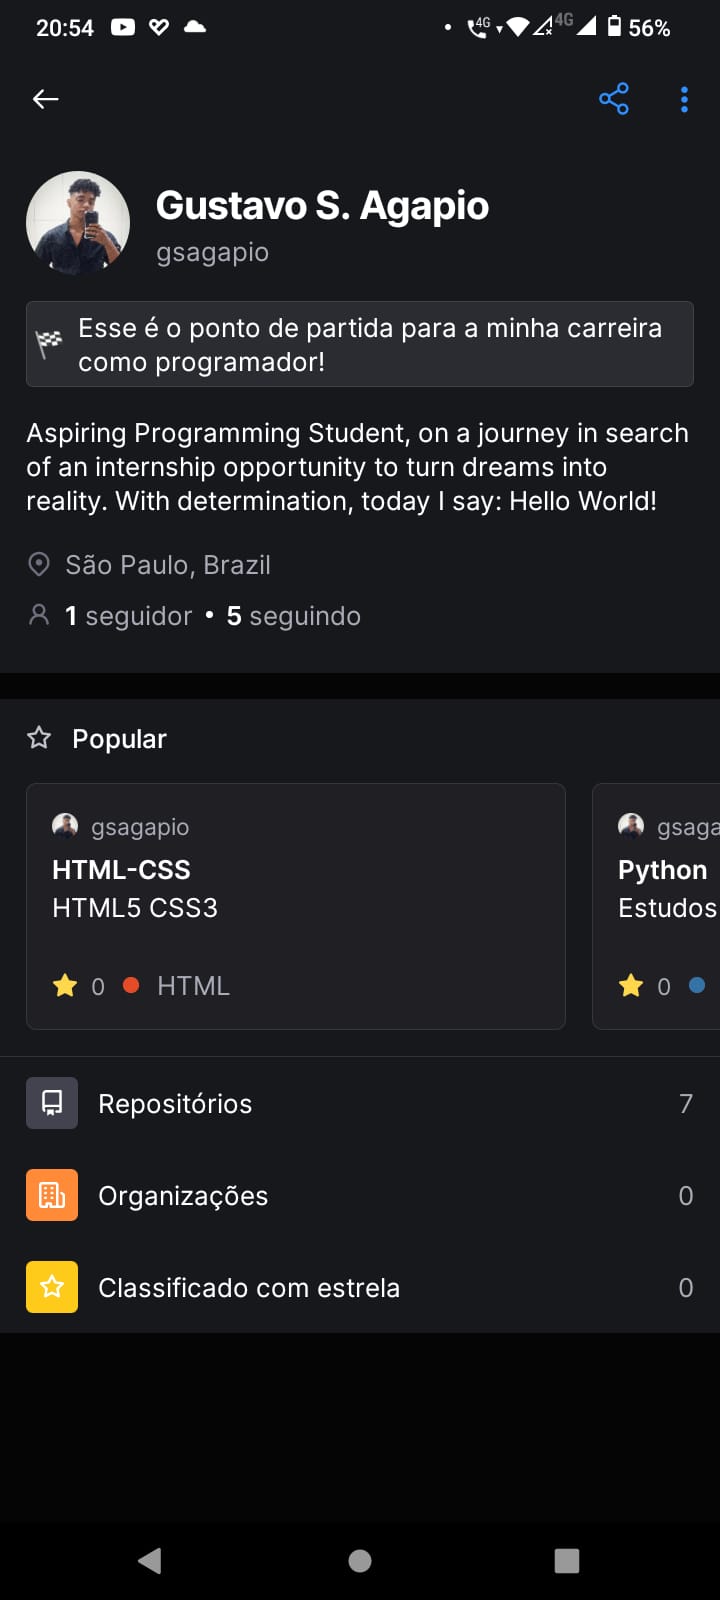 20:54 4G 4G 56%
Gustavo S. Agapio
gsagapio
Esse é o ponto de partida para a minha carreira
como programador!
Aspiring Programming Student, on a journey in search
of an internship opportunity to turn dreams into
reality. With determination, today I say: Hello World!
São Paulo, Brazil
1 seguidor • 5 seguindo
Popular
gsagapio
HTML-CSS
HTML5 CSS3
0 HTML
gsaga
Python
Estudos
0
Repositórios 7
Organizações 0
Classificado com estrela 0